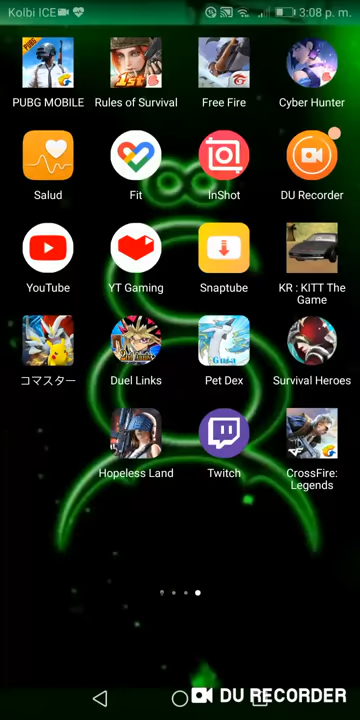 Kolbi ICE 3:08 p. m.
PUBG MOBILE Rules of Survival Free Fire Cyber Hunter
Salud Fit InShot DU Recorder
YouTube YT Gaming Snaptube KR : KITT The Game
コマスター Duel Links Pet Dex Survival Heroes
Hopeless Land Twitch CrossFire: Legends
DU RECORDER